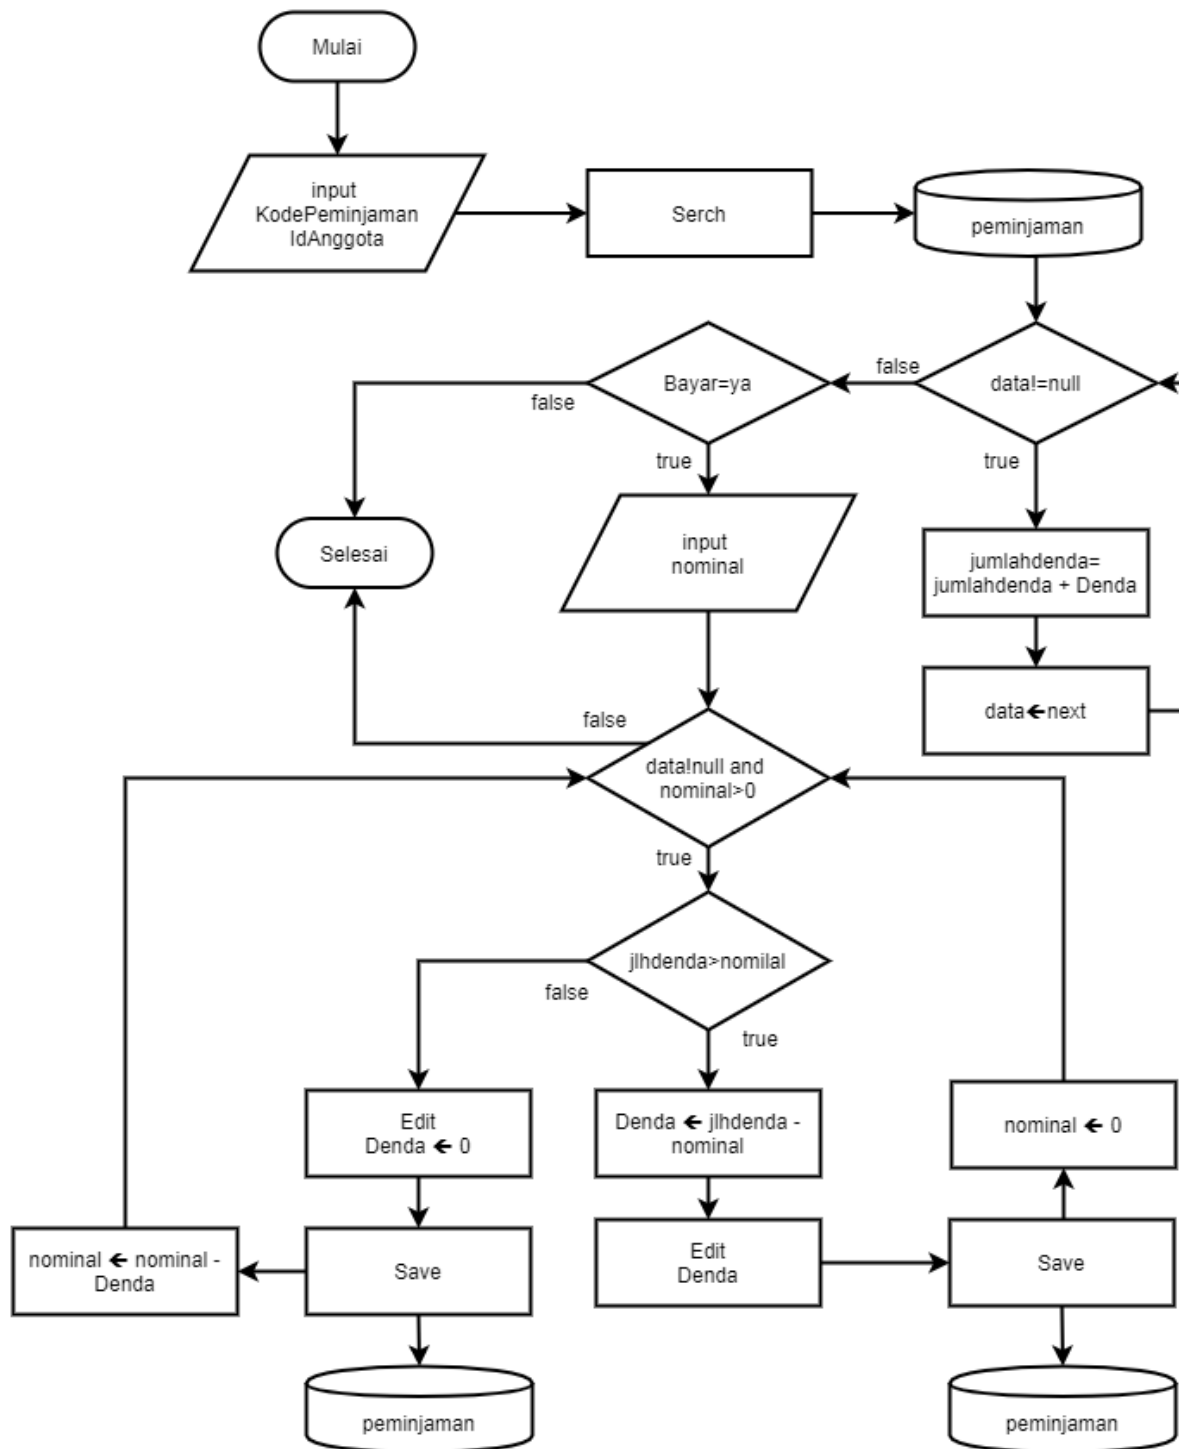 Mulai
input
KodePeminjaman
IdAnggota
Serch
peminjaman
data!=null
false
true
Bayar=ya
false
true
Selesai
input
nominal
jumlahdenda=
jumlahdenda + Denda
data🡸next
false
data!null and
nominal>0
true
jlhdenda>nomilal
false
true
Edit
Denda 🡸 0
Denda 🡸 jlhdenda -
nominal
nominal 🡸 0
nominal 🡸 nominal -
Denda
Save
Edit
Denda
Save
peminjaman
peminjaman